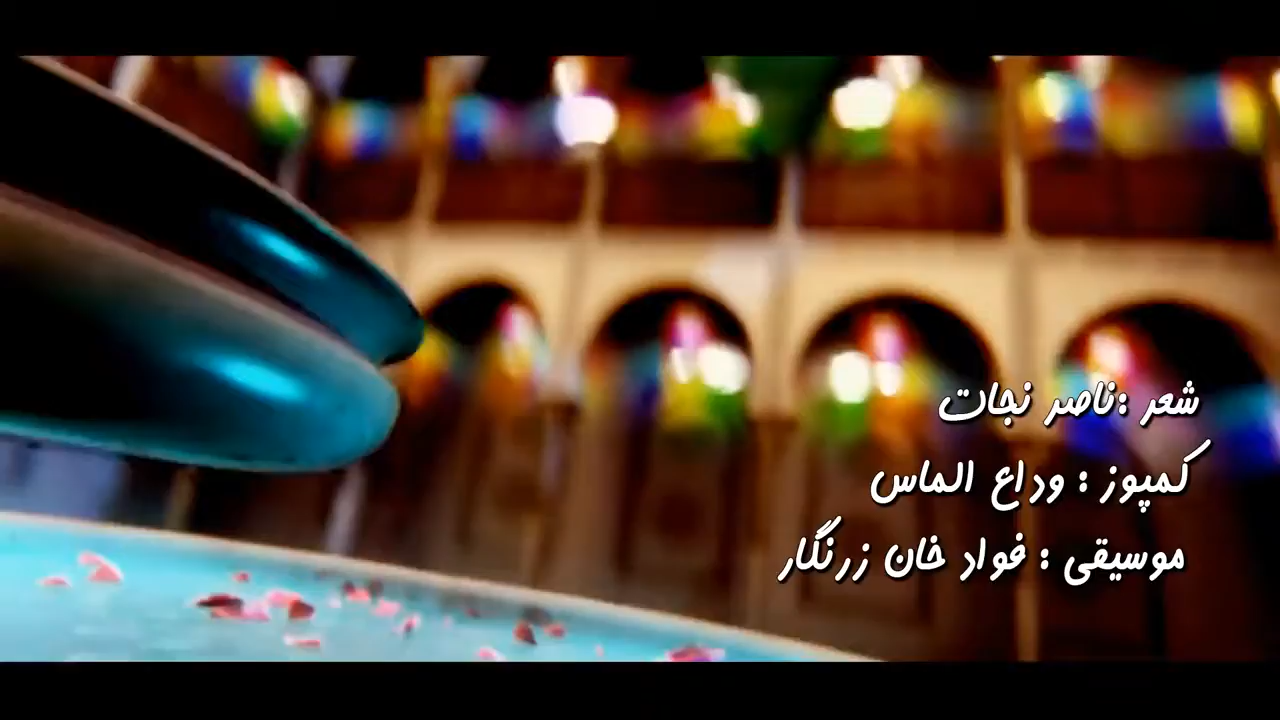 شعر :ناصر نجات
کمپوز : وداع الماس
موسیقی : فواد خان زرنگار